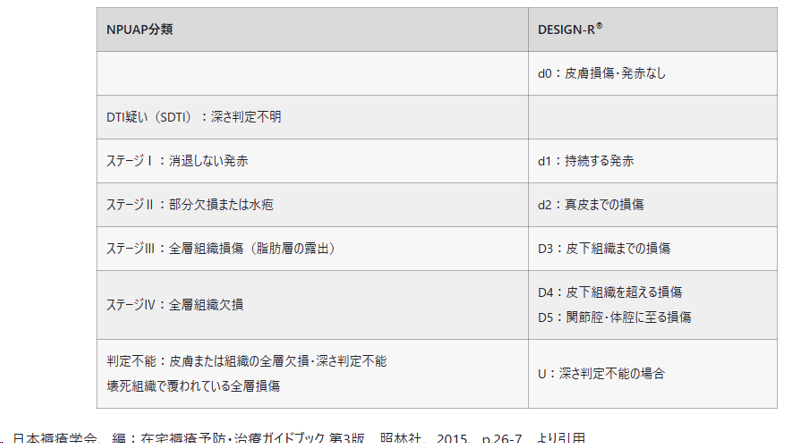 NPUAP分類 DESIGN-R®
d0：皮膚損傷・発赤なし
DTI疑い（SDTI）：深さ判定不明
ステージⅠ：消退しない発赤 d1：持続する発赤
ステージⅡ：部分欠損または水疱 d2：真皮までの損傷
ステージⅢ：全層組織損傷（脂肪層の露出） D3：皮下組織までの損傷
ステージⅣ：全層組織欠損 D4：皮下組織を超える損傷
D5：関節腔・体腔に至る損傷
判定不能：皮膚または組織の全層欠損・深さ判定不能
壊死組織で覆われている全層損傷
U：深さ判定不能の場合
日本褥瘡学会，編：在宅褥瘡予防・治療ガイドブック 第3版．照林社，2015，p.26-7．より引用